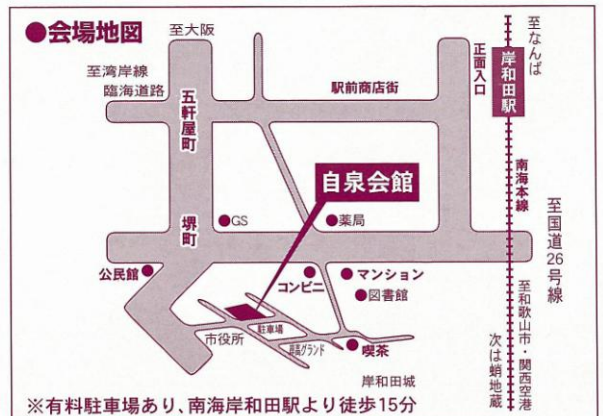 ●会場地図
至大阪
至なんば
正面入口
岸和田駅
至湾岸線
臨海道路
駅前商店街
五軒屋町
自泉会館
南海本線
●GS
●薬局
堺町
至国道26号線
公民館●
コンビニ
●マンション
●図書館
至和歌山市・関西空港
市役所
駐車場
岸高グランド
●喫茶
次は蛸地蔵
岸和田城
※有料駐車場あり、南海岸和田駅より徒歩15分